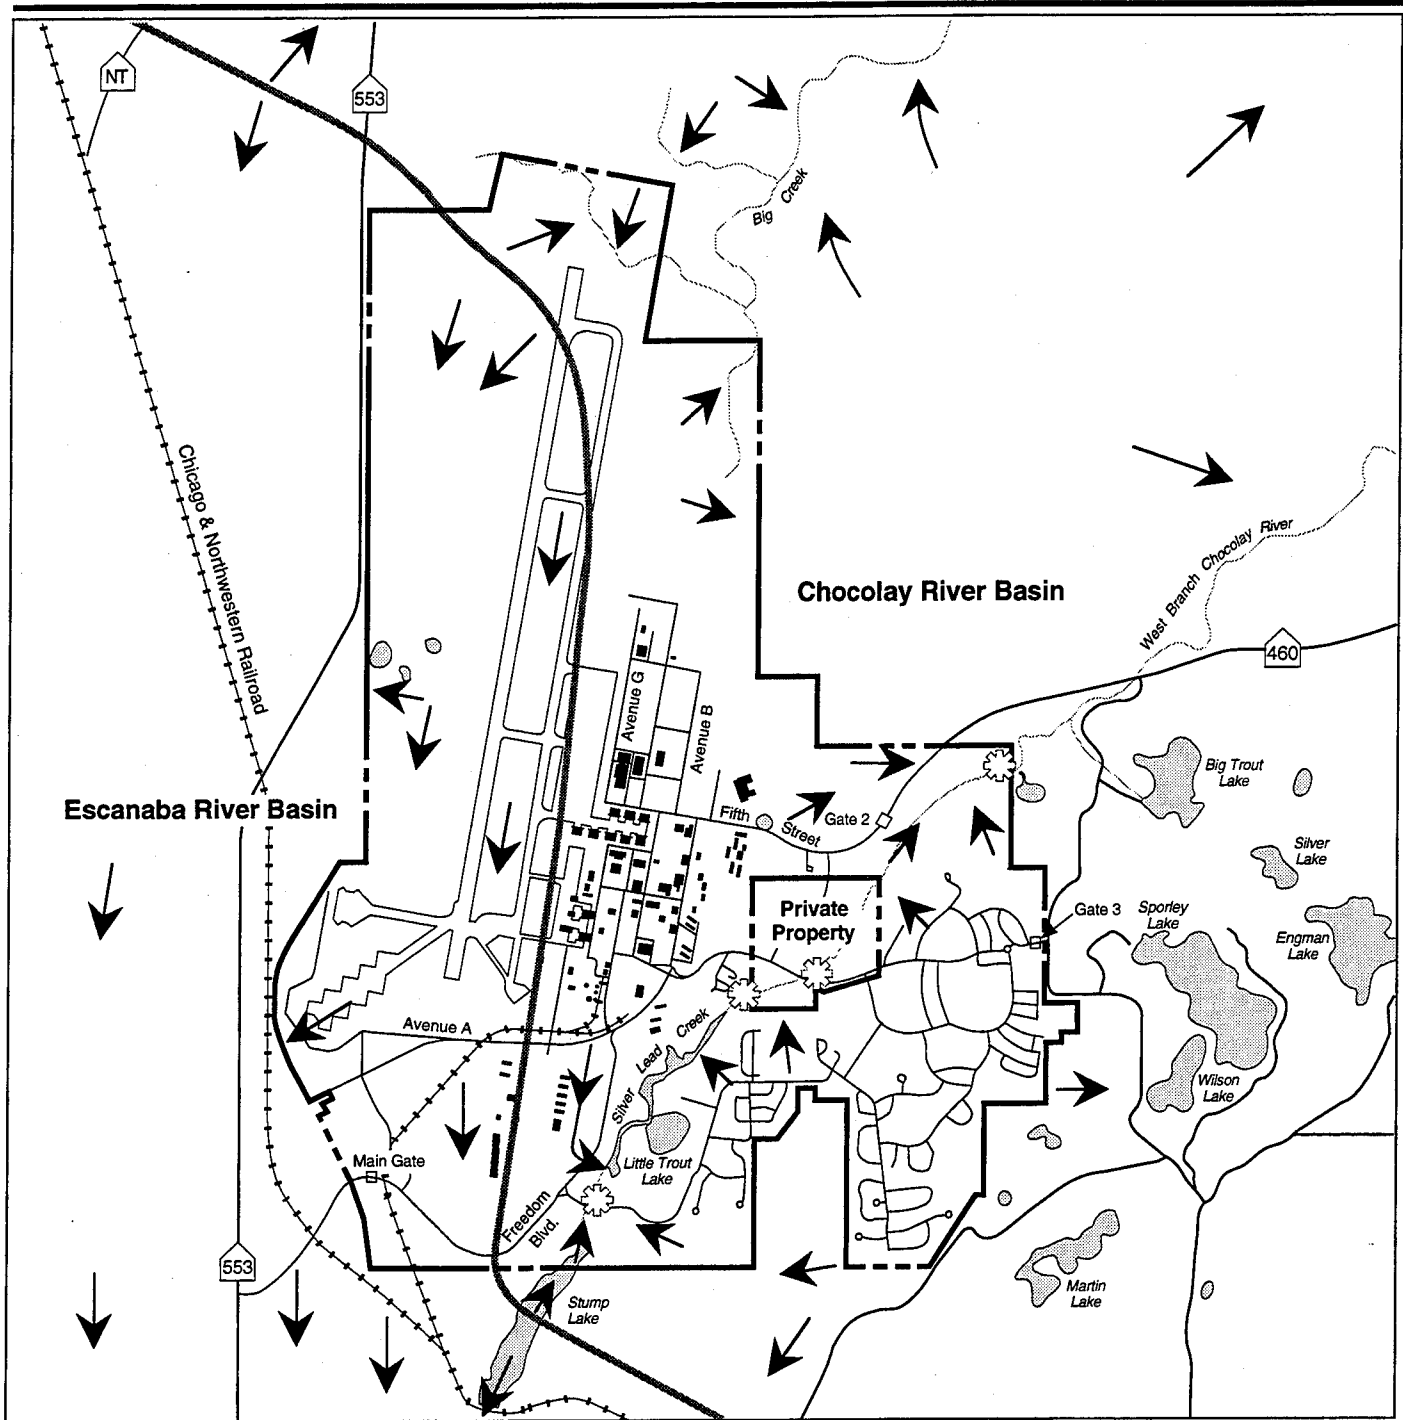 NT
553
Big Creek
Chicago & Northwestern Railroad
West Branch Chocolay River
Chocolay River Basin
460
Avenue G
Avenue B
Big Trout
Lake
Escanaba River Basin
Fifth Street
Gate 2
Silver
Lake
Private
Property
Gate 3
Sporley
Lake
Engman
Lake
Avenue A
Silver Lead Creek
Wilson
Lake
Main Gate
Little Trout
Lake
Freedom
Blvd.
553
Stump
Lake
Martin
Lake